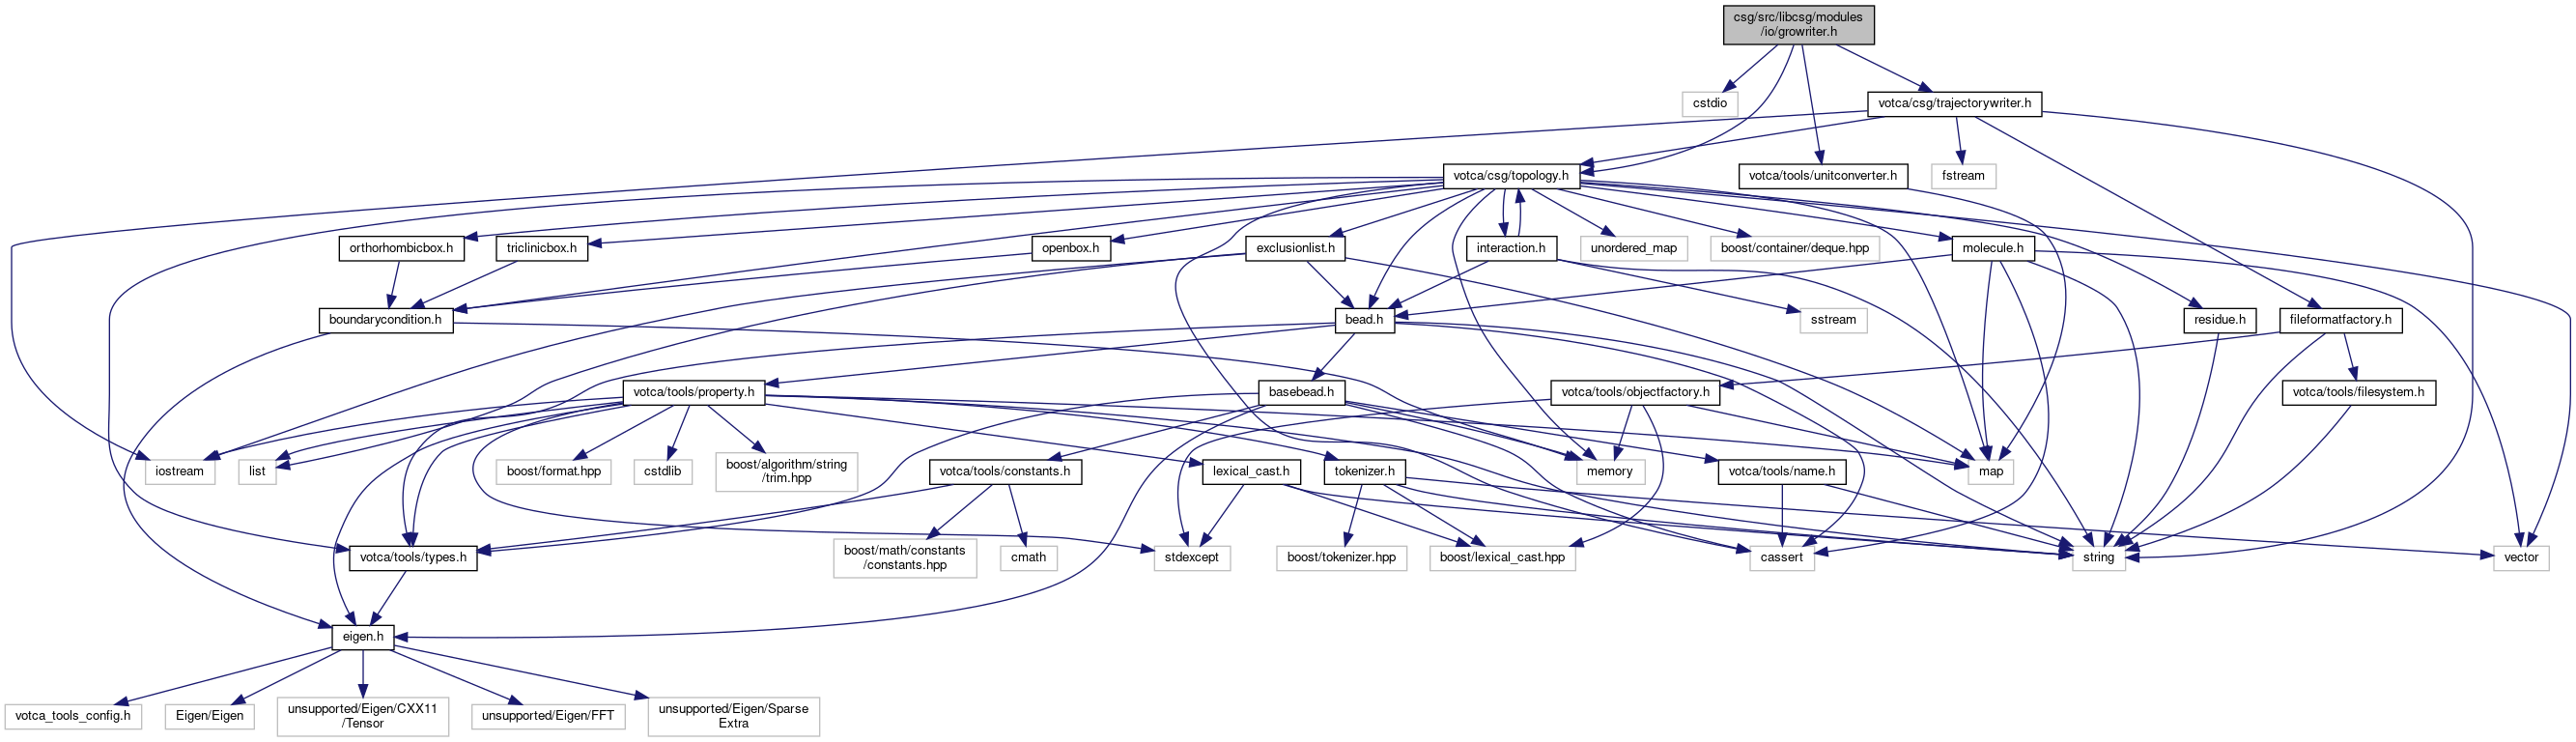 csg/src/libcsg/modules
/io/growriter.h
cstdio
votca/csg/trajectorywriter.h
votca/csg/topology.h
votca/tools/unitconverter.h
fstream
orthorhombicbox.h
triclinicbox.h
openbox.h
exclusionlist.h
interaction.h
unordered_map
boost/container/deque.hpp
molecule.h
boundarycondition.h
bead.h
sstream
residue.h
fileformatfactory.h
votca/tools/property.h
basebead.h
votca/tools/objectfactory.h
votca/tools/filesystem.h
iostream
list
boost/format.hpp
cstdlib
boost/algorithm/string
/trim.hpp
votca/tools/constants.h
lexical_cast.h
tokenizer.h
memory
votca/tools/name.h
map
votca/tools/types.h
boost/math/constants
/constants.hpp
cmath
stdexcept
boost/tokenizer.hpp
boost/lexical_cast.hpp
cassert
string
vector
eigen.h
votca_tools_config.h
Eigen/Eigen
unsupported/Eigen/CXX11
/Tensor
unsupported/Eigen/FFT
unsupported/Eigen/Sparse
Extra